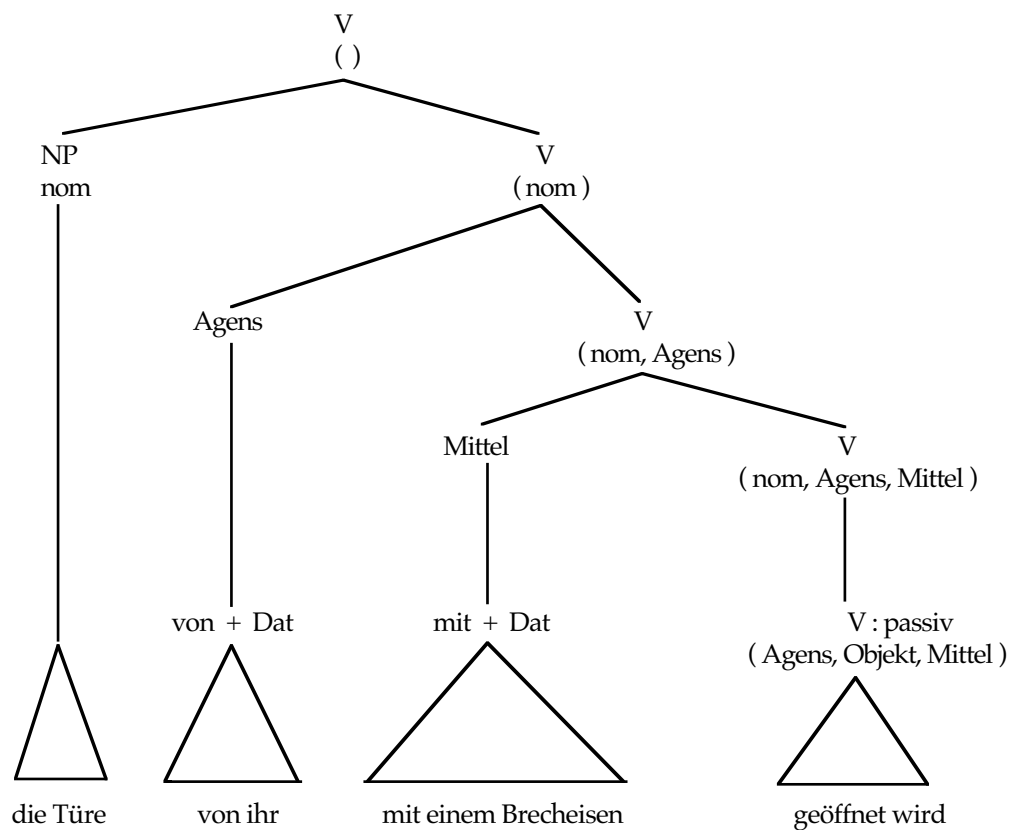 V
( )
NP
V
nom
( nom )
Agens
V
( nom, Agens )
Mittel
V
( nom, Agens, Mittel )
von + Dat
mit + Dat
V : passiv
( Agens, Objekt, Mittel )
die Türe
von ihr
mit einem Brecheisen
geöffnet wird